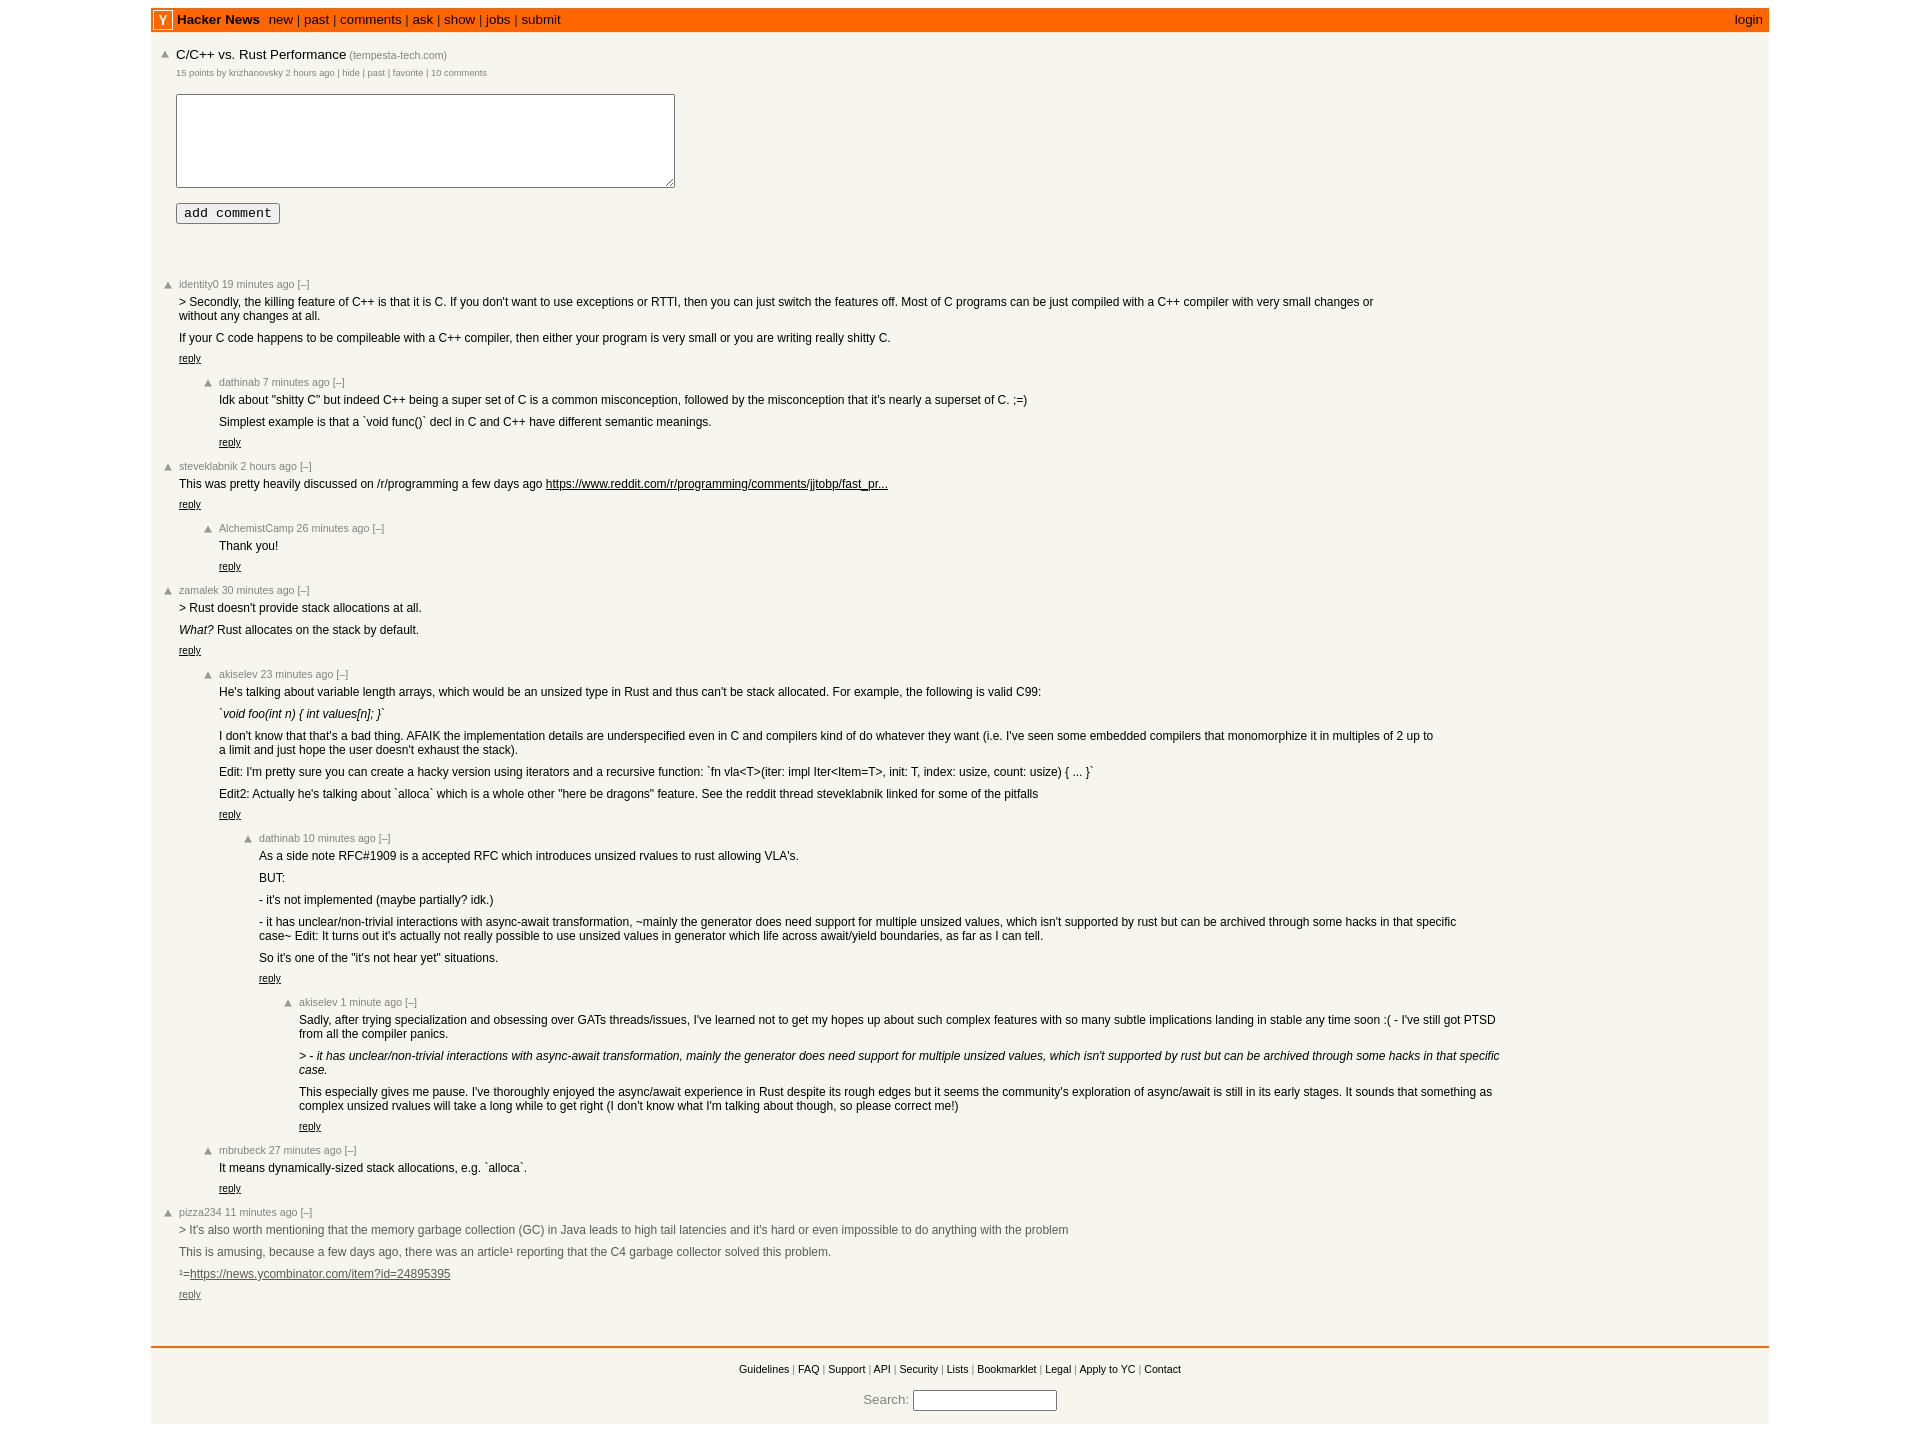 Y Hacker News new | past | comments | ask | show | jobs | submit login
C/C++ vs. Rust Performance (tempesta-tech.com)
15 points by krizhanovsky 2 hours ago | hide | past | favorite | 10 comments
add comment
identity0 19 minutes ago [–]
> Secondly, the killing feature of C++ is that it is C. If you don't want to use exceptions or RTTI, then you can just switch the features off. Most of C programs can be just compiled with a C++ compiler with very small changes or
without any changes at all.
If your C code happens to be compileable with a C++ compiler, then either your program is very small or you are writing really shitty C.
reply
dathinab 7 minutes ago [–]
Idk about "shitty C" but indeed C++ being a super set of C is a common misconception, followed by the misconception that it's nearly a superset of C. ;=)
Simplest example is that a `void func()` decl in C and C++ have different semantic meanings.
reply
steveklabnik 2 hours ago [–]
This was pretty heavily discussed on /r/programming a few days ago https://www.reddit.com/r/programming/comments/jjtobp/fast_pr...
reply
AlchemistCamp 26 minutes ago [–]
Thank you!
reply
zamalek 30 minutes ago [–]
> Rust doesn't provide stack allocations at all.
What? Rust allocates on the stack by default.
reply
akiselev 23 minutes ago [–]
He's talking about variable length arrays, which would be an unsized type in Rust and thus can't be stack allocated. For example, the following is valid C99:
`void foo(int n) { int values[n]; }`
I don't know that that's a bad thing. AFAIK the implementation details are underspecified even in C and compilers kind of do whatever they want (i.e. I've seen some embedded compilers that monomorphize it in multiples of 2 up to
a limit and just hope the user doesn't exhaust the stack).
Edit: I'm pretty sure you can create a hacky version using iterators and a recursive function: `fn vla<T>(iter: impl Iter<Item=T>, init: T, index: usize, count: usize) { ... }`
Edit2: Actually he's talking about `alloca` which is a whole other "here be dragons" feature. See the reddit thread steveklabnik linked for some of the pitfalls
reply
dathinab 10 minutes ago [–]
As a side note RFC#1909 is a accepted RFC which introduces unsized rvalues to rust allowing VLA's.
BUT:
- it's not implemented (maybe partially? idk.)
- it has unclear/non-trivial interactions with async-await transformation, ~mainly the generator does need support for multiple unsized values, which isn't supported by rust but can be archived through some hacks in that specific
case~ Edit: It turns out it's actually not really possible to use unsized values in generator which life across await/yield boundaries, as far as I can tell.
So it's one of the "it's not hear yet" situations.
reply
akiselev 1 minute ago [–]
Sadly, after trying specialization and obsessing over GATs threads/issues, I've learned not to get my hopes up about such complex features with so many subtle implications landing in stable any time soon :( - I've still got PTSD
from all the compiler panics.
> - it has unclear/non-trivial interactions with async-await transformation, mainly the generator does need support for multiple unsized values, which isn't supported by rust but can be archived through some hacks in that specific
case.
This especially gives me pause. I've thoroughly enjoyed the async/await experience in Rust despite its rough edges but it seems the community's exploration of async/await is still in its early stages. It sounds that something as
complex unsized rvalues will take a long while to get right (I don't know what I'm talking about though, so please correct me!)
reply
mbrubeck 27 minutes ago [–]
It means dynamically-sized stack allocations, e.g. `alloca`.
reply
pizza234 11 minutes ago [–]
> It's also worth mentioning that the memory garbage collection (GC) in Java leads to high tail latencies and it's hard or even impossible to do anything with the problem
This is amusing, because a few days ago, there was an article¹ reporting that the C4 garbage collector solved this problem.
¹=https://news.ycombinator.com/item?id=24895395
reply
Guidelines | FAQ | Support | API | Security | Lists | Bookmarklet | Legal | Apply to YC | Contact
Search: